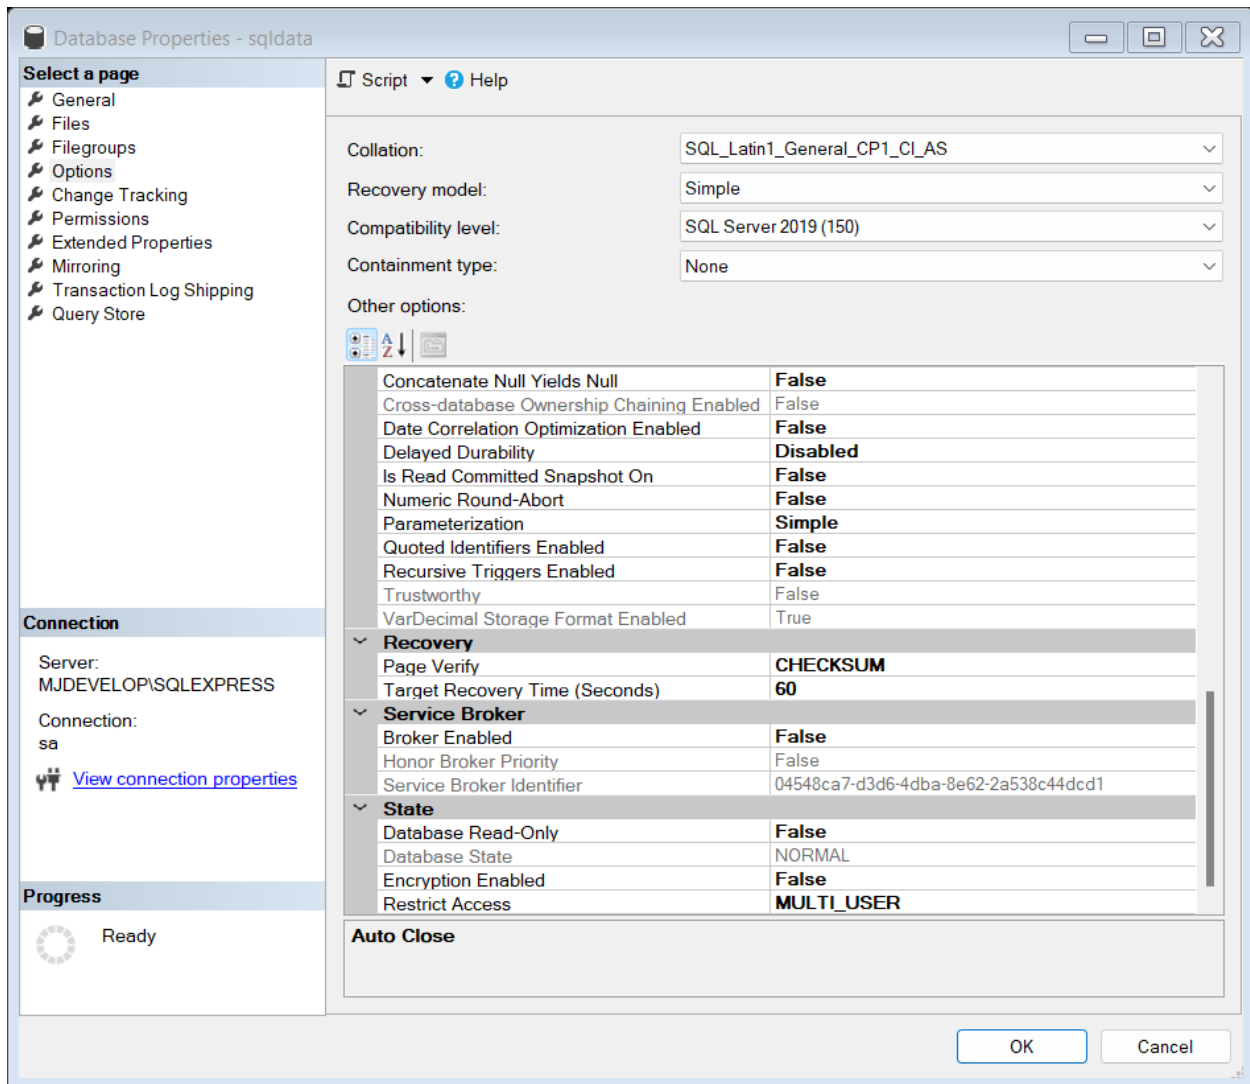 Database Properties - sqldata
Select a page
General
Files
Filegroups
Options
Change Tracking
Permissions
Extended Properties
Mirroring
Transaction Log Shipping
Query Store
Connection
Server:
MJDEVELOP\SQLEXPRESS
Connection:
sa
View connection properties
Progress
Ready
Script Help
Collation: SQL_Latin1_General_CP1_CI_AS
Recovery model: Simple
Compatibility level: SQL Server 2019 (150)
Containment type: None
Other options:
Concatenate Null Yields Null False
Cross-database Ownership Chaining Enabled False
Date Correlation Optimization Enabled False
Delayed Durability Disabled
Is Read Committed Snapshot On False
Numeric Round-Abort False
Parameterization Simple
Quoted Identifiers Enabled False
Recursive Triggers Enabled False
Trustworthy False
VarDecimal Storage Format Enabled True
Recovery
Page Verify CHECKSUM
Target Recovery Time (Seconds) 60
Service Broker
Broker Enabled False
Honor Broker Priority False
Service Broker Identifier 04548ca7-d3d6-4dba-8e62-2a538c44dcd1
State
Database Read-Only False
Database State NORMAL
Encryption Enabled False
Restrict Access MULTI_USER
Auto Close
OK Cancel